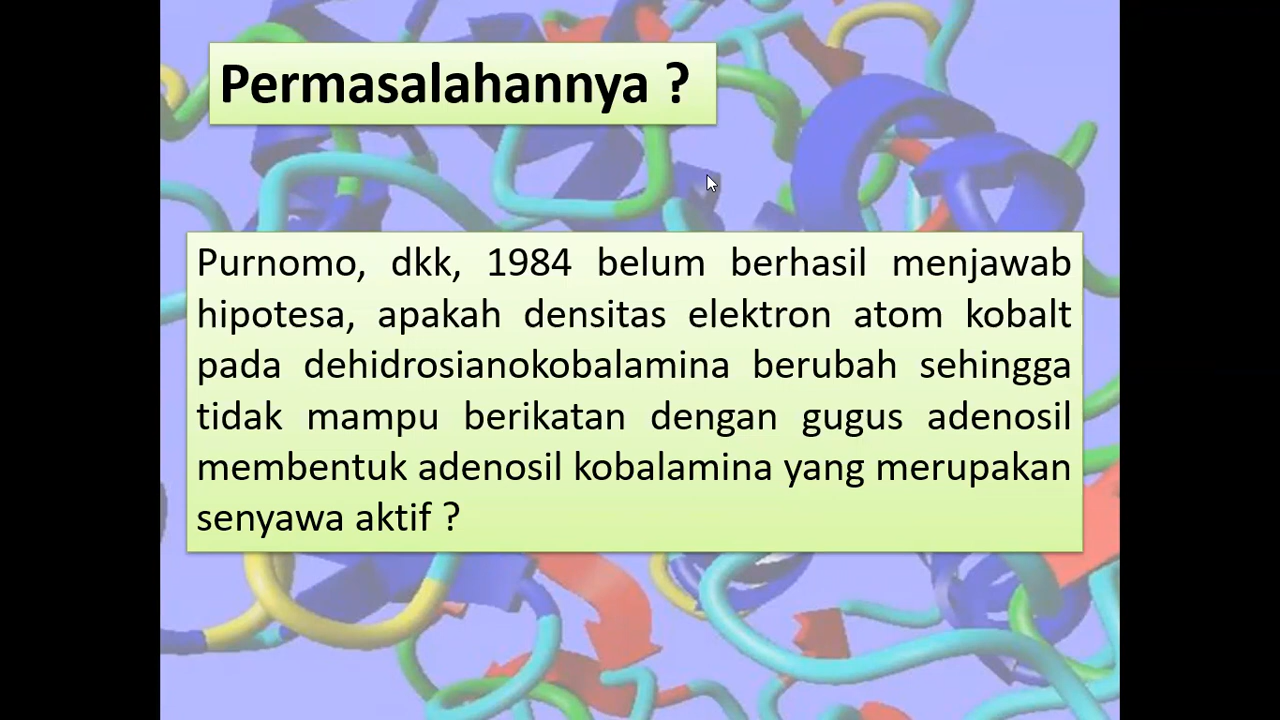 Permasalahannya ?
Purnomo, dkk, 1984 belum berhasil menjawab
hipotesa, apakah densitas elektron atom kobalt
pada dehidrosianokobalamina berubah sehingga
tidak mampu berikatan dengan gugus adenosil
membentuk adenosil kobalamina yang merupakan
senyawa aktif ?